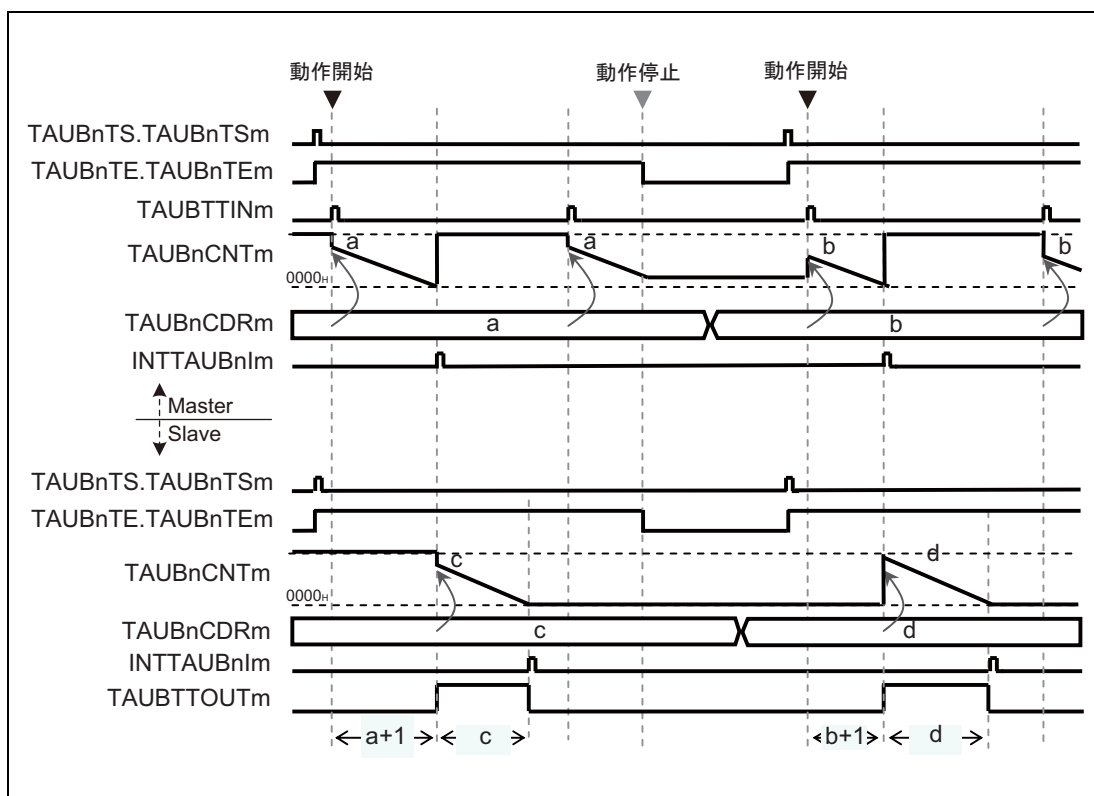 動作開始 動作停止 動作開始
TAUBnTS.TAUBnTSm
TAUBnTE.TAUBnTEm
TAUBTTINm
TAUBnCNTm a a b b
0000H
TAUBnCDRm a b
INTTAUBnIm
Master
Slave
TAUBnTS.TAUBnTSm
TAUBnTE.TAUBnTEm
TAUBnCNTm c d
0000H
TAUBnCDRm c d
INTTAUBnIm
TAUBTTOUTm
a+1 c b+1 d